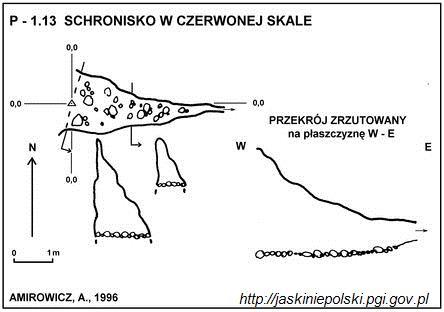 P - 1.13 SCHRONISKO W CZERWONEJ SKALE
0,0
0,0
0,0
0,0
PRZEKRÓJ ZRZUTOWANY
na płaszczyznę W - E
N
W
E
0
1m
AMIROWICZ, A., 1996
http://jaskiniepolski.pgi.gov.pl